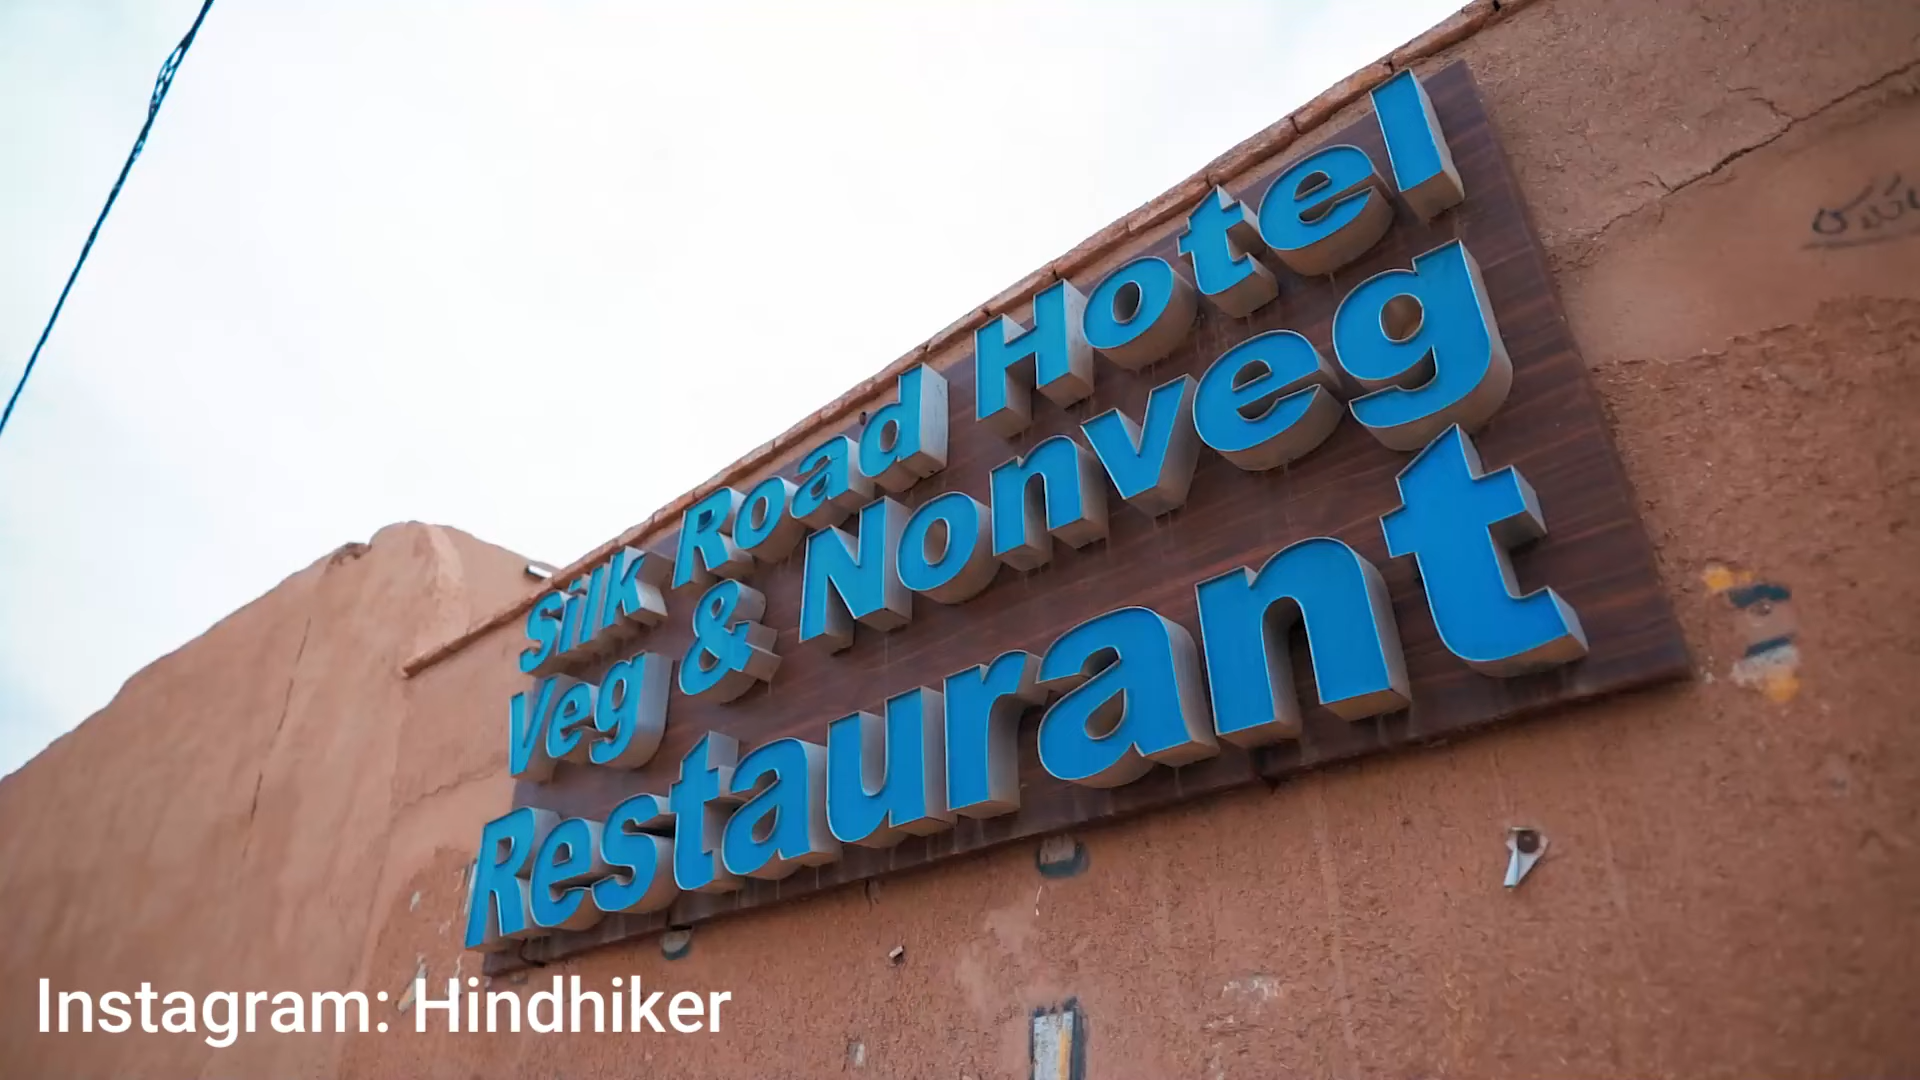 Silk Road Hotel
Veg & Nonveg
Restaurant
Instagram: Hindhiker